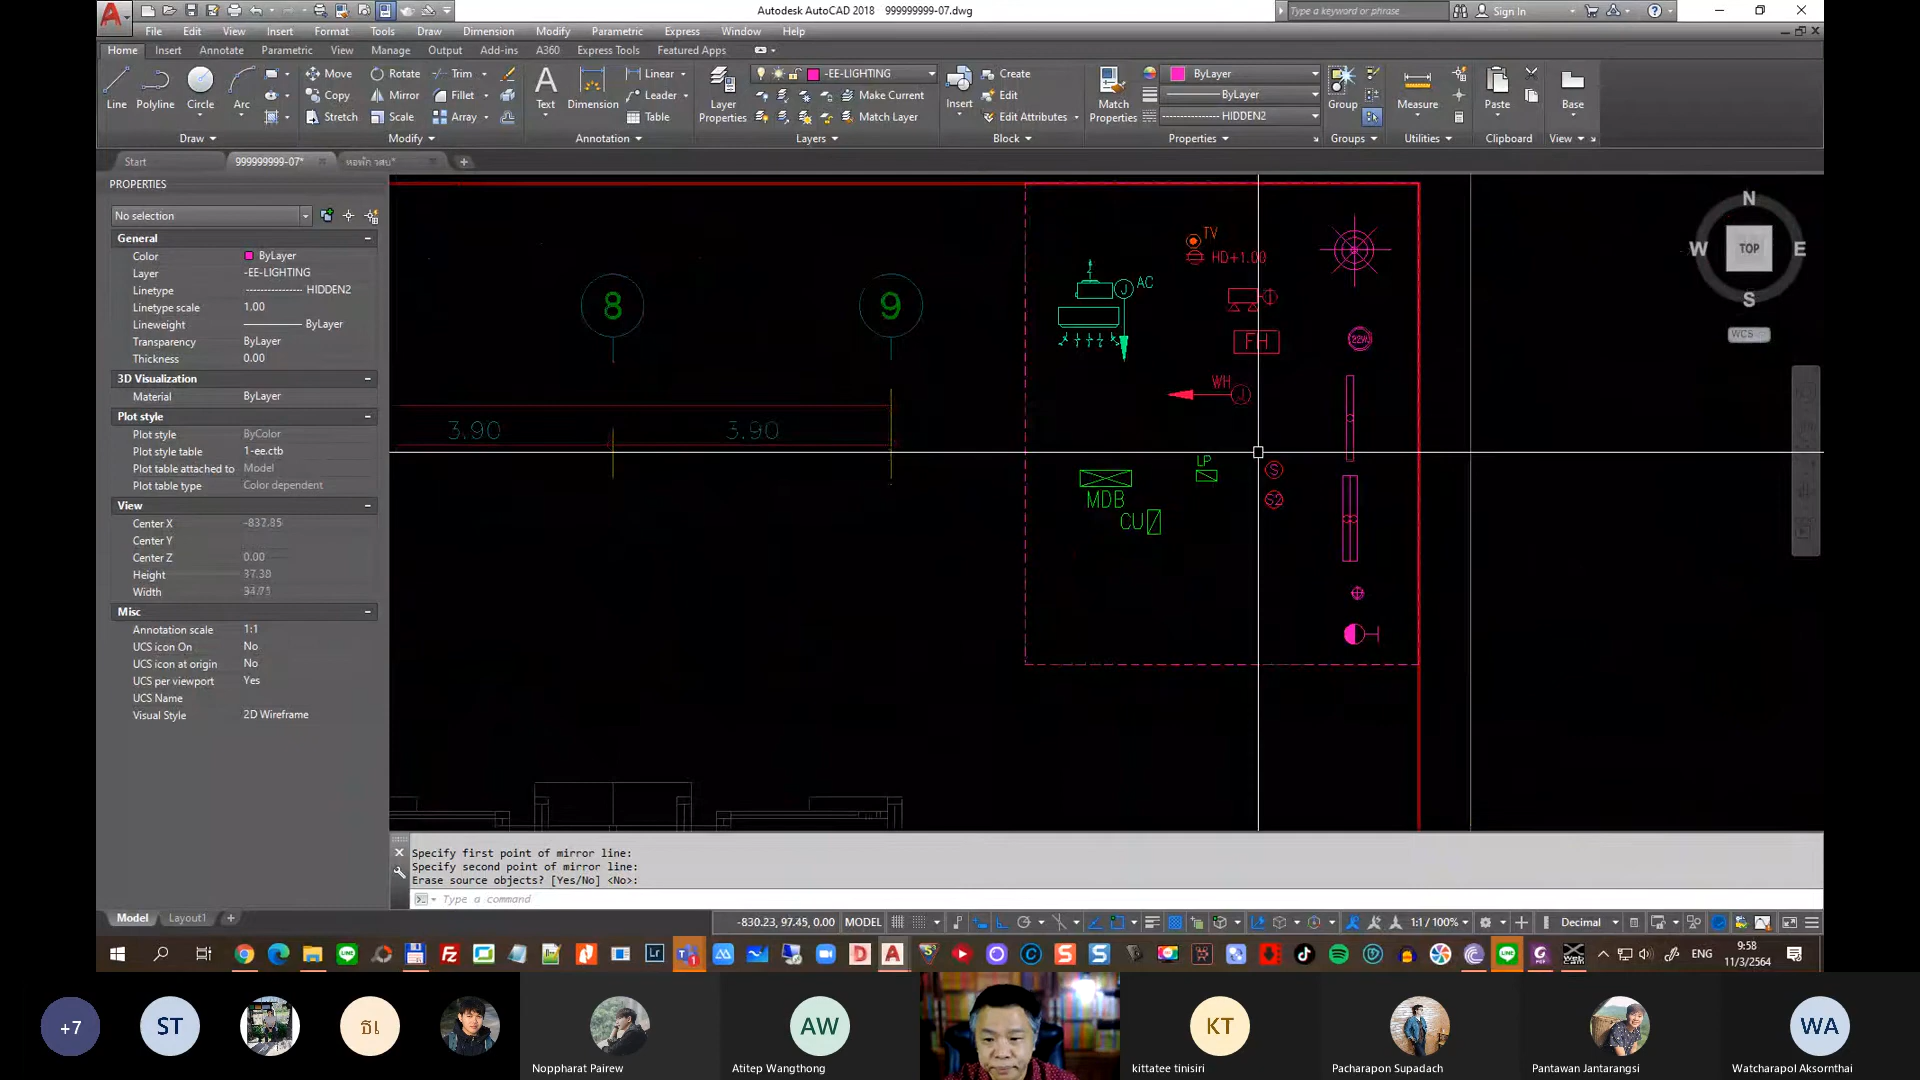 Autodesk AutoCAD 2018 999999999-07.dwg
Type a keyword or phrase
Sign In
File Edit View Insert Format Tools Draw Dimension Modify Parametric Express Window Help
Home Insert Annotate Parametric View Manage Output Add-ins A360 Express Tools Featured Apps
Line Polyline Circle Arc
Move Rotate Trim
Copy Mirror Fillet
Stretch Scale Array
Text Dimension
Linear
Leader
Table
Layer Properties
-EE-LIGHTING
Make Current
Match Layer
Insert
Create
Edit
Edit Attributes
Match Properties
ByLayer
ByLayer
HIDDEN2
Group
Measure
Paste
Base
Draw Modify Annotation Layers Block Properties Groups Utilities Clipboard View
Start 999999999-07* หอพัก วสบ*
PROPERTIES
No selection
General
Color ByLayer
Layer -EE-LIGHTING
Linetype HIDDEN2
Linetype scale 1.00
Lineweight ByLayer
Transparency ByLayer
Thickness 0.00
3D Visualization
Material ByLayer
Plot style
Plot style ByColor
Plot style table 1-ee.ctb
Plot table attached to Model
Plot table type Color dependent
View
Center X -832.85
Center Y
Center Z 0.00
Height 37.38
Width 34.73
Misc
Annotation scale 1:1
UCS icon On No
UCS icon at origin No
UCS per viewport Yes
UCS Name
Visual Style 2D Wireframe
8
9
3.90
3.90
TV
HD+1.00
J AC
FH
WH J
22W
LP
MDB
CU
S
S2
N
W TOP E
S
WCS
Specify first point of mirror line:
Specify second point of mirror line:
Erase source objects? [Yes/No] <No>:
Type a command
Model Layout1
-830.23, 97.45, 0.00 MODEL
1:1 / 100%
Decimal
ENG
9:58
11/3/2564
+7
ST
ธเ
Noppharat Pairew
AW
Atitep Wangthong
KT
kittatee tinisiri
Pacharapon Supadach
Pantawan Jantarangsi
WA
Watcharapol Aksornthai